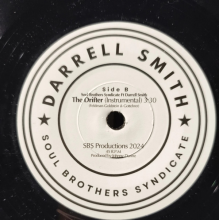 DARRELL SMITH
Side B
Soul Brothers Syndicate Ft Darrell Smith
The Drifter (Instrumental) 3:10
SBS Productions 2024
SOUL BROTHERS SYNDICATE